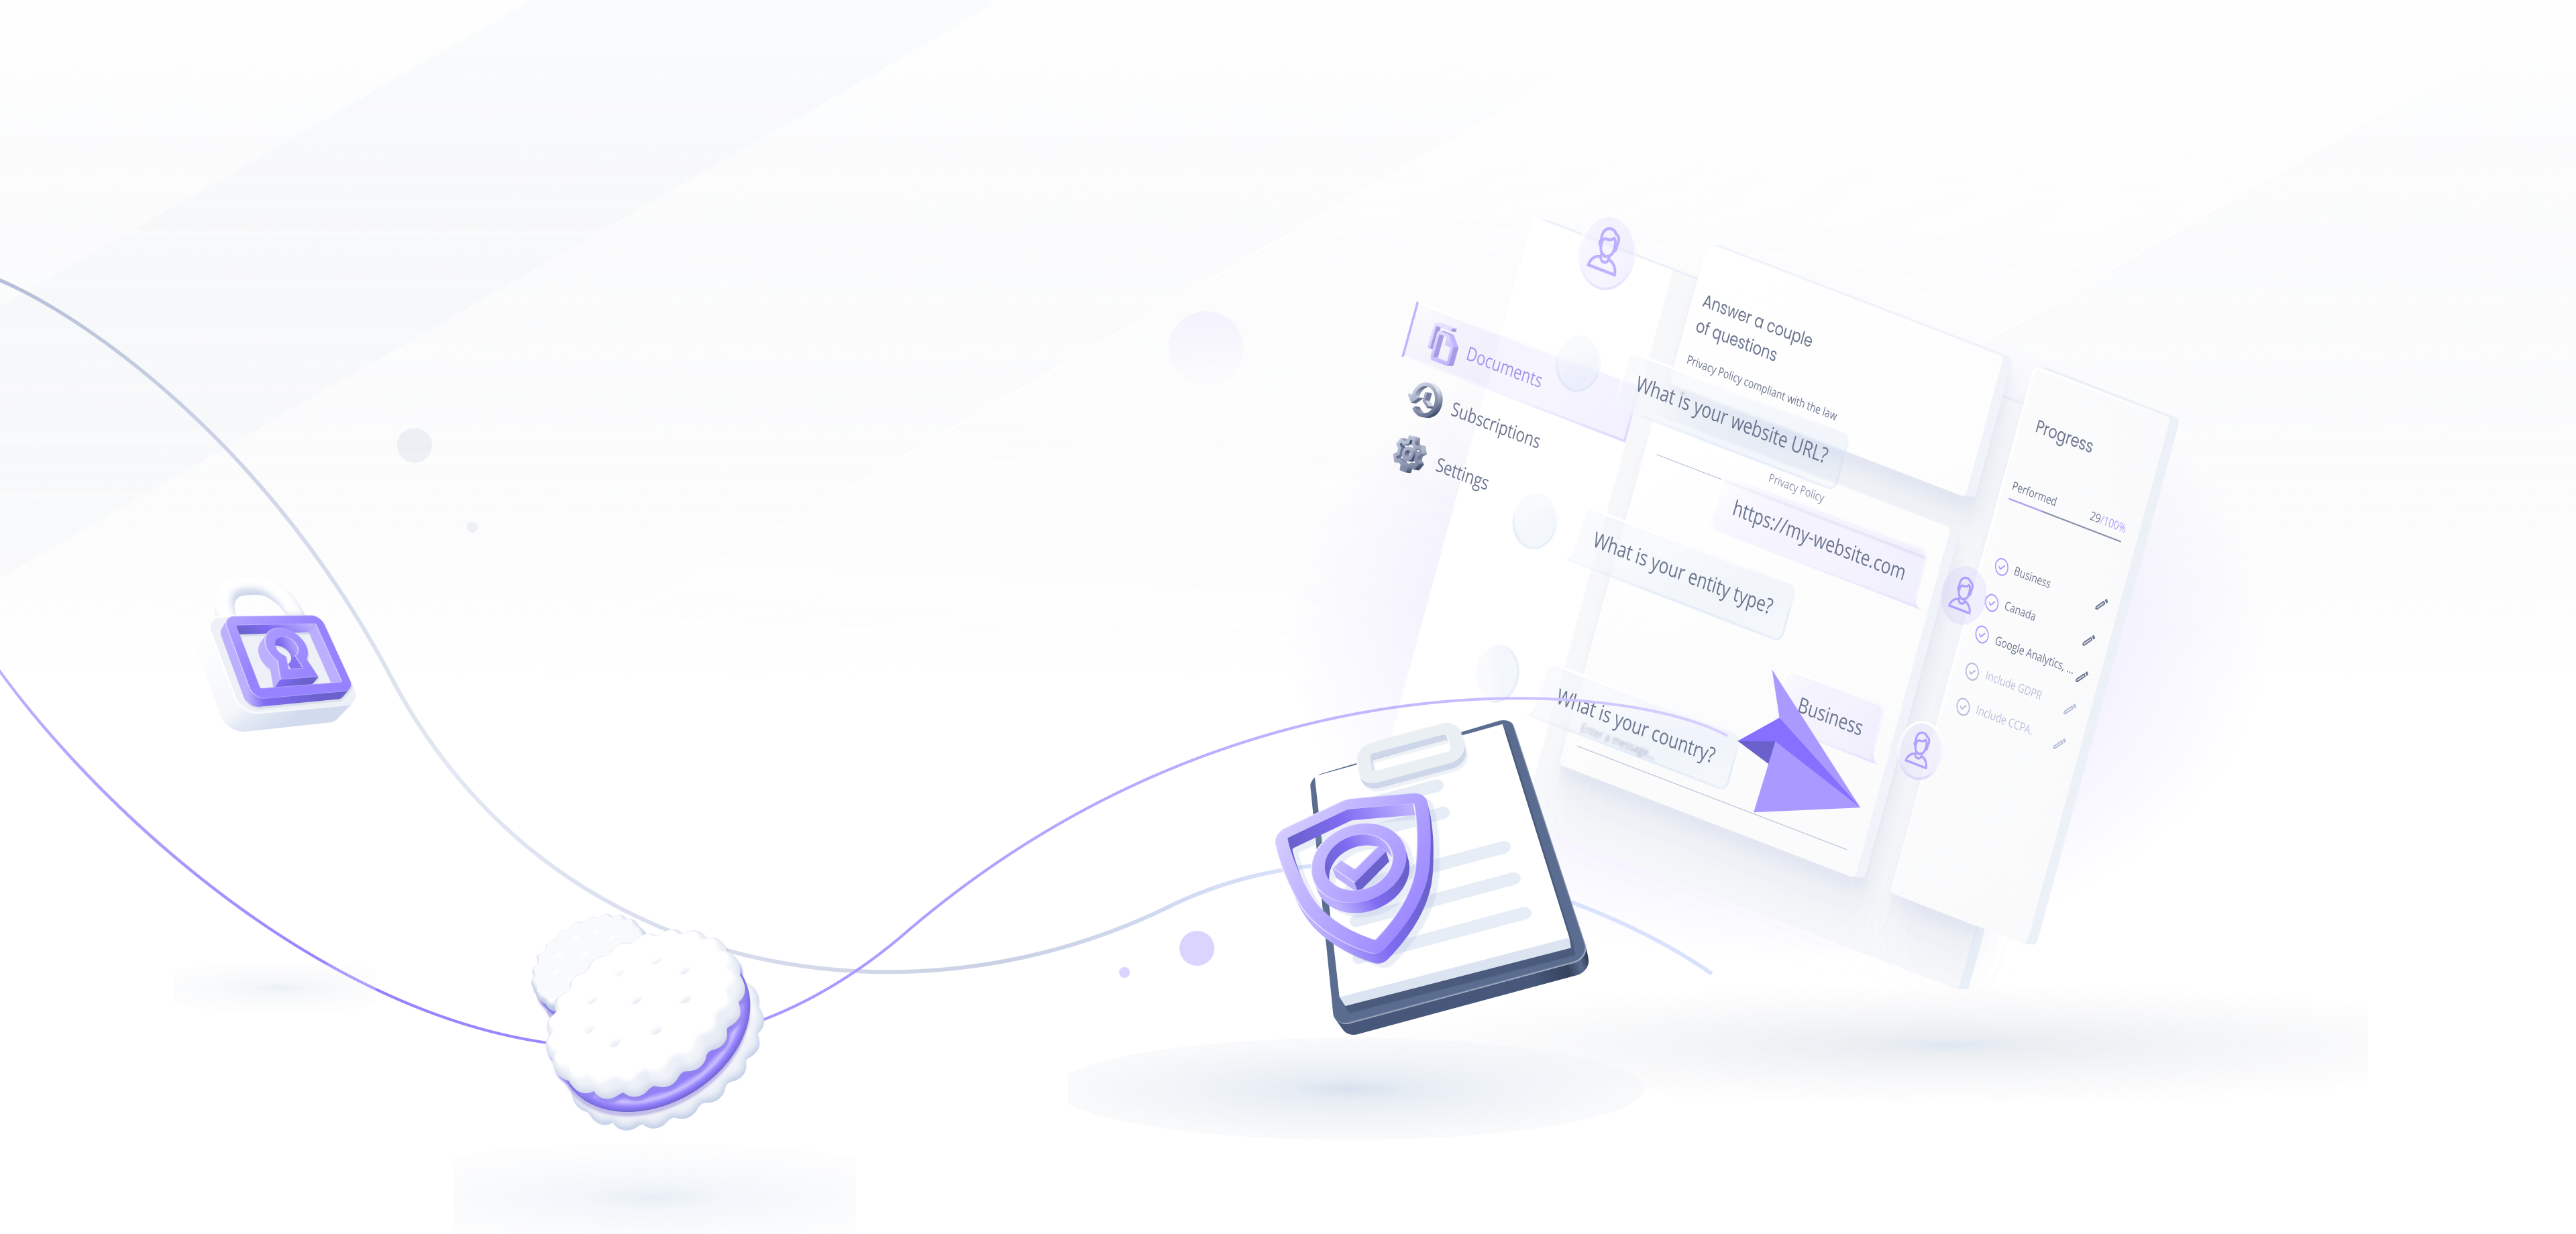 Documents
Subscriptions
Settings
Answer a couple
of questions
Privacy Policy compliant with the law
What is your website URL?
Privacy Policy
https://my-website.com
What is your entity type?
Business
What is your country?
Enter a message...
Progress
Performed
29/100%
Business
Canada
Google Analytics, ...
Include GDPR
Include CCPA,